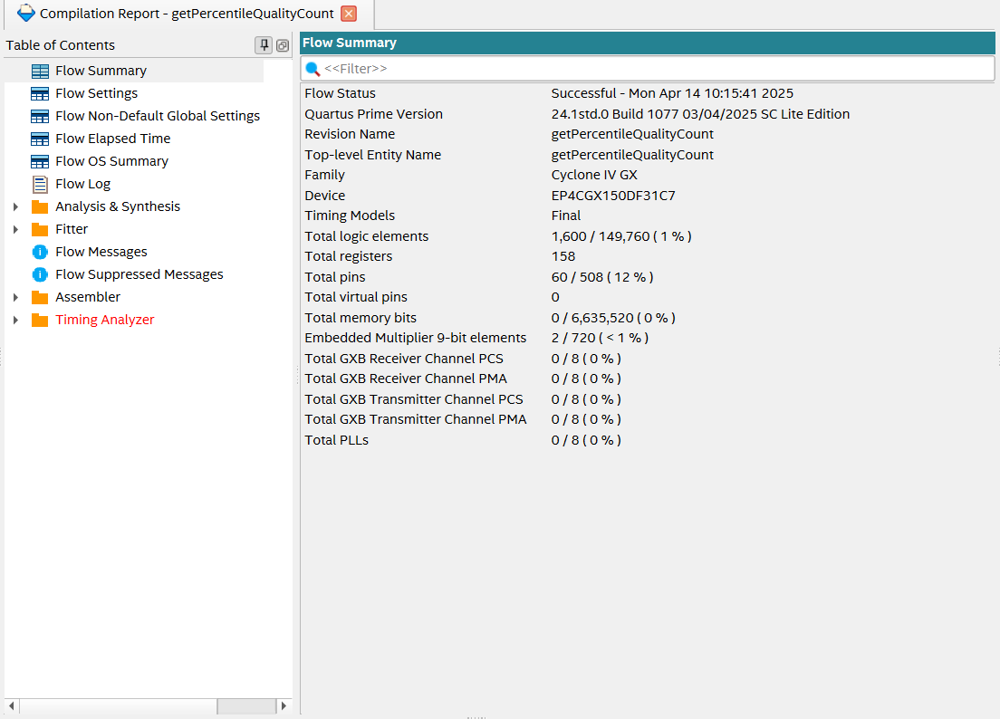 Compilation Report - getPercentileQualityCount
Table of Contents
Flow Summary
Flow Settings
Flow Non-Default Global Settings
Flow Elapsed Time
Flow OS Summary
Flow Log
Analysis & Synthesis
Fitter
Flow Messages
Flow Suppressed Messages
Assembler
Timing Analyzer
Flow Summary
<<Filter>>
Flow Status Successful - Mon Apr 14 10:15:41 2025
Quartus Prime Version 24.1std.0 Build 1077 03/04/2025 SC Lite Edition
Revision Name getPercentileQualityCount
Top-level Entity Name getPercentileQualityCount
Family Cyclone IV GX
Device EP4CGX150DF31C7
Timing Models Final
Total logic elements 1,600 / 149,760 ( 1 % )
Total registers 158
Total pins 60 / 508 ( 12 % )
Total virtual pins 0
Total memory bits 0 / 6,635,520 ( 0 % )
Embedded Multiplier 9-bit elements 2 / 720 ( < 1 % )
Total GXB Receiver Channel PCS 0 / 8 ( 0 % )
Total GXB Receiver Channel PMA 0 / 8 ( 0 % )
Total GXB Transmitter Channel PCS 0 / 8 ( 0 % )
Total GXB Transmitter Channel PMA 0 / 8 ( 0 % )
Total PLLs 0 / 8 ( 0 % )